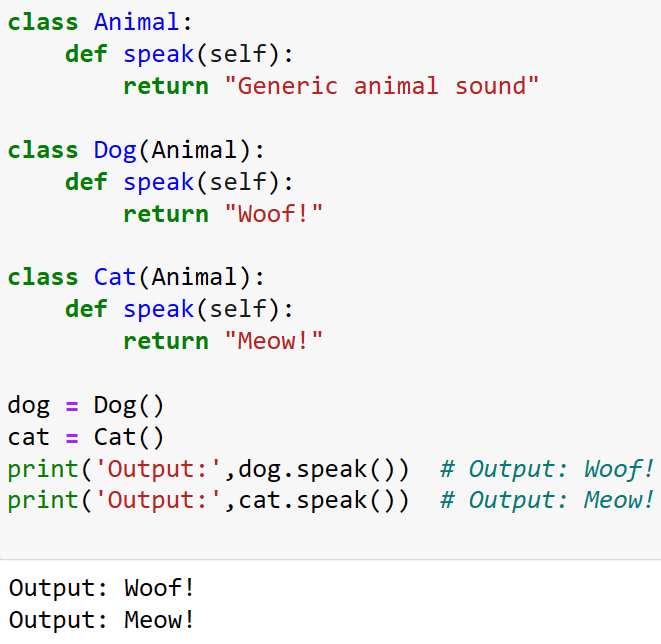 class Animal:
    def speak(self):
        return "Generic animal sound"

class Dog(Animal):
    def speak(self):
        return "Woof!"

class Cat(Animal):
    def speak(self):
        return "Meow!"

dog = Dog()
cat = Cat()
print('Output:',dog.speak())  # Output: Woof!
print('Output:',cat.speak())  # Output: Meow!

Output: Woof!
Output: Meow!